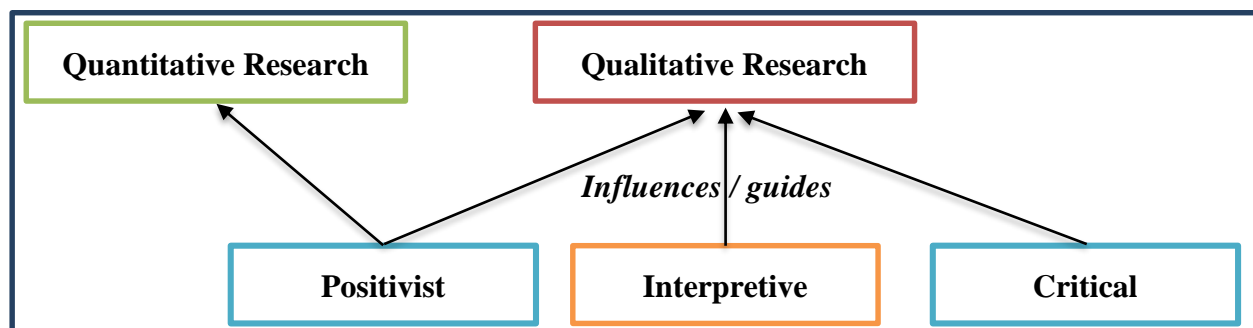 Quantitative Research
Qualitative Research
Influences / guides
Positivist
Interpretive
Critical